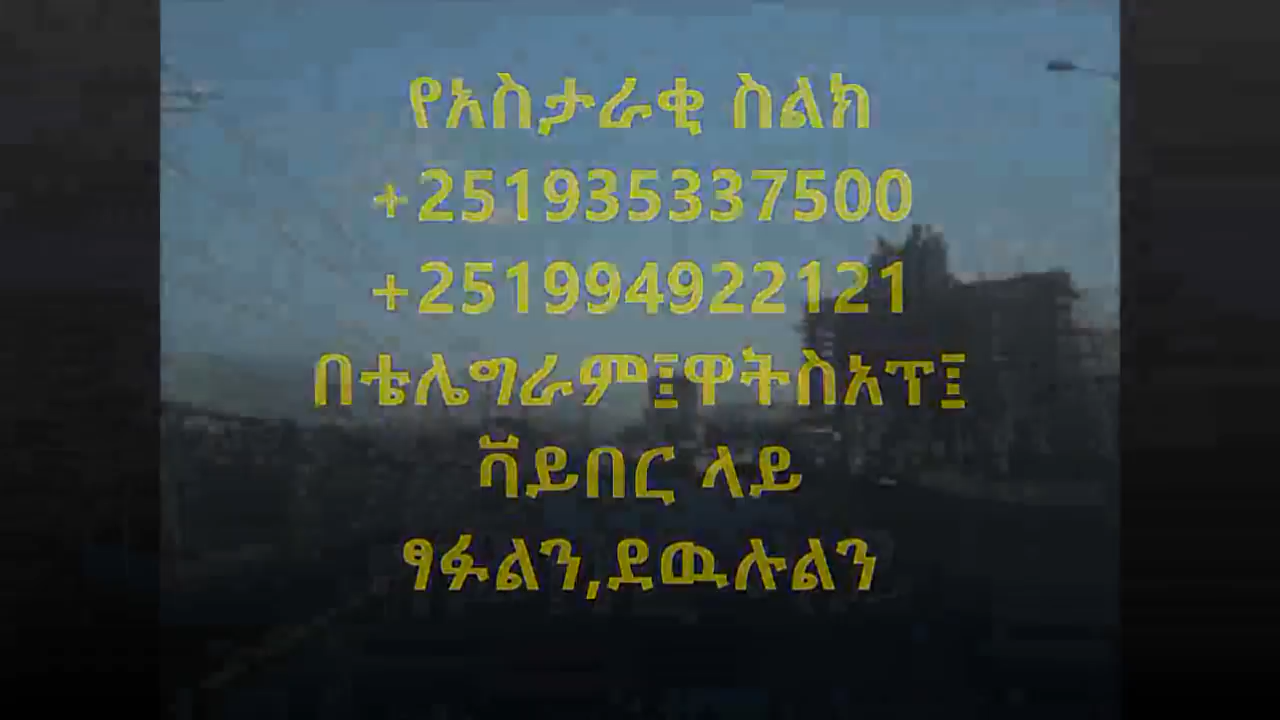 የአስታራቂ ስልክ
+251935337500
+251994922121
በቴሌግራም፤ዋትስአፕ፤
ቫይበር ላይ
ፃፉልን,ደዉሉልን